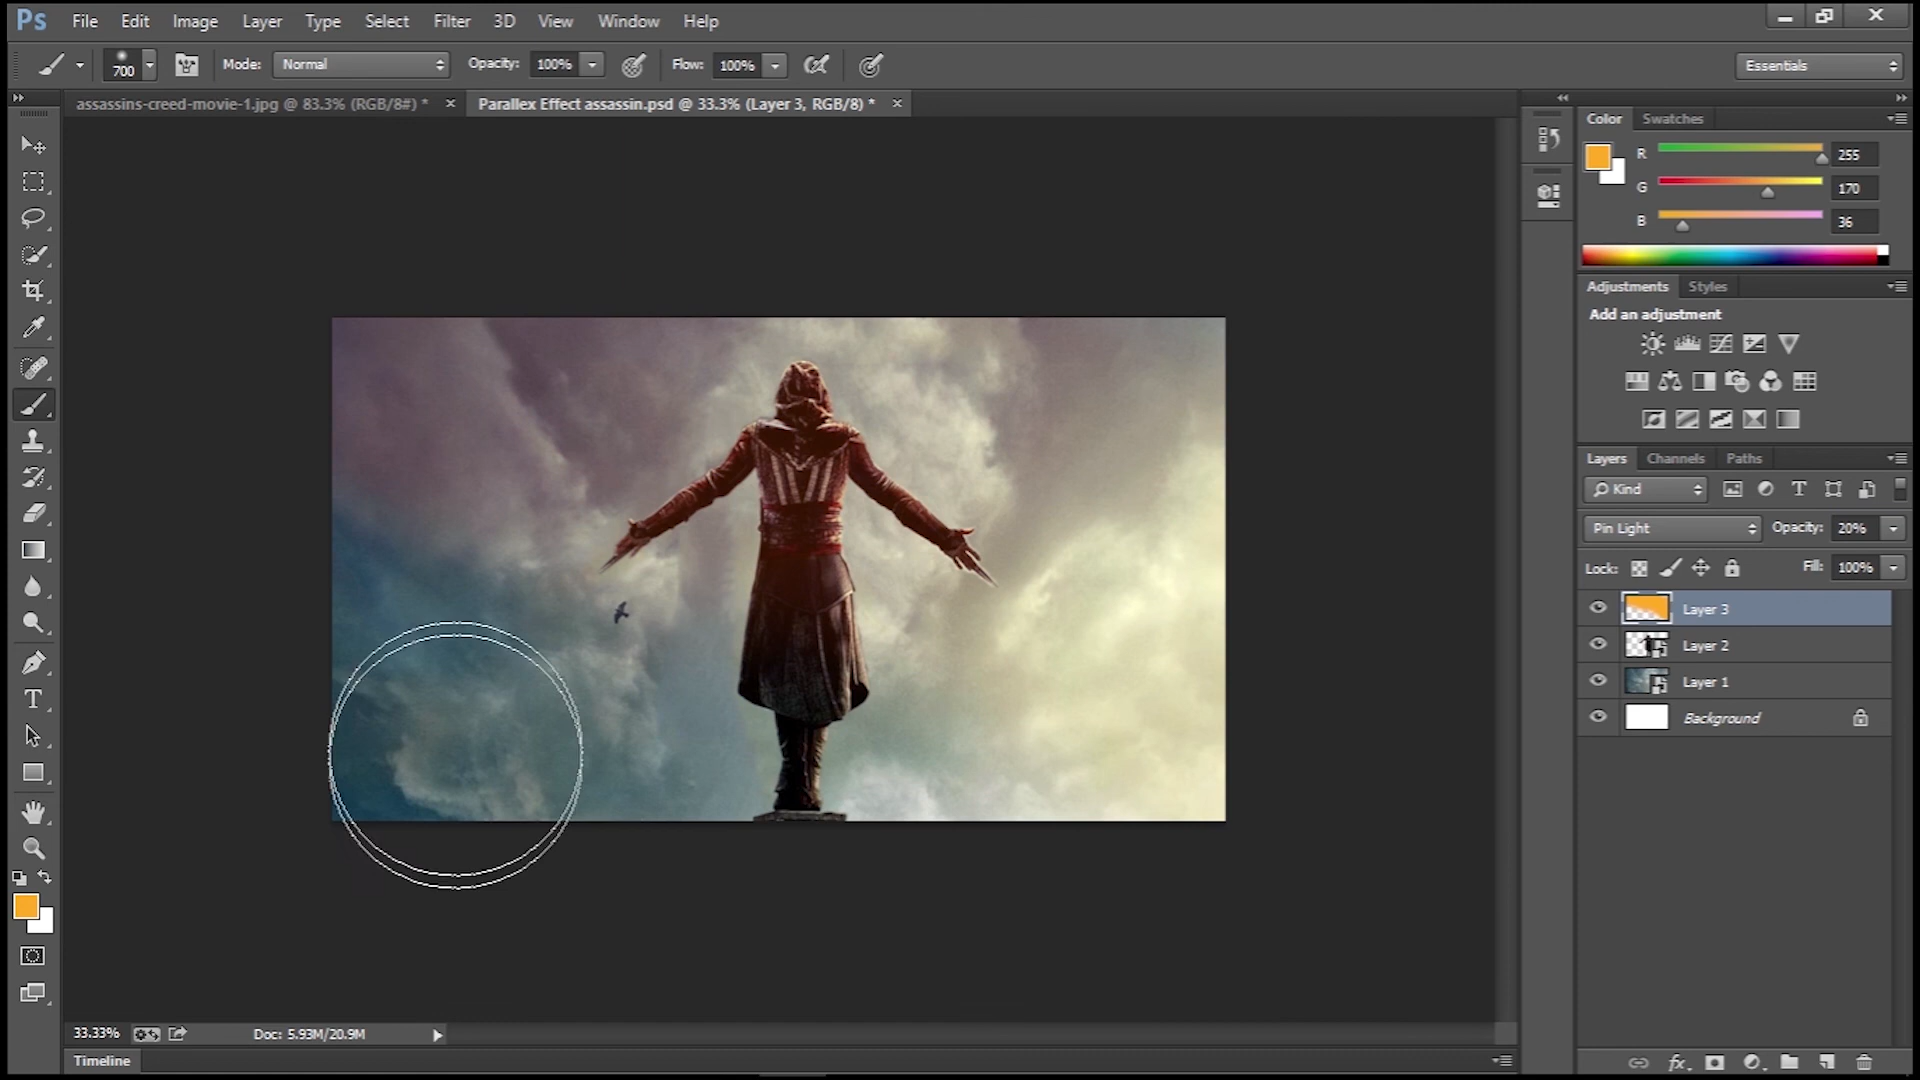 Ps File Edit Image Layer Type Select Filter 3D View Window Help
700 Mode: Normal Opacity: 100% Flow: 100% Essentials
assassins-creed-movie-1.jpg @ 83.3% (RGB/8#) * × Parallex Effect assassin.psd @ 33.3% (Layer 3, RGB/8) * ×
Color Swatches
R 255
G 170
B 36
Adjustments Styles
Add an adjustment
Layers Channels Paths
Kind
Pin Light Opacity: 20%
Lock: Fill: 100%
Layer 3
Layer 2
Layer 1
Background
33.33% Doc: 5.93M/20.9M
Timeline